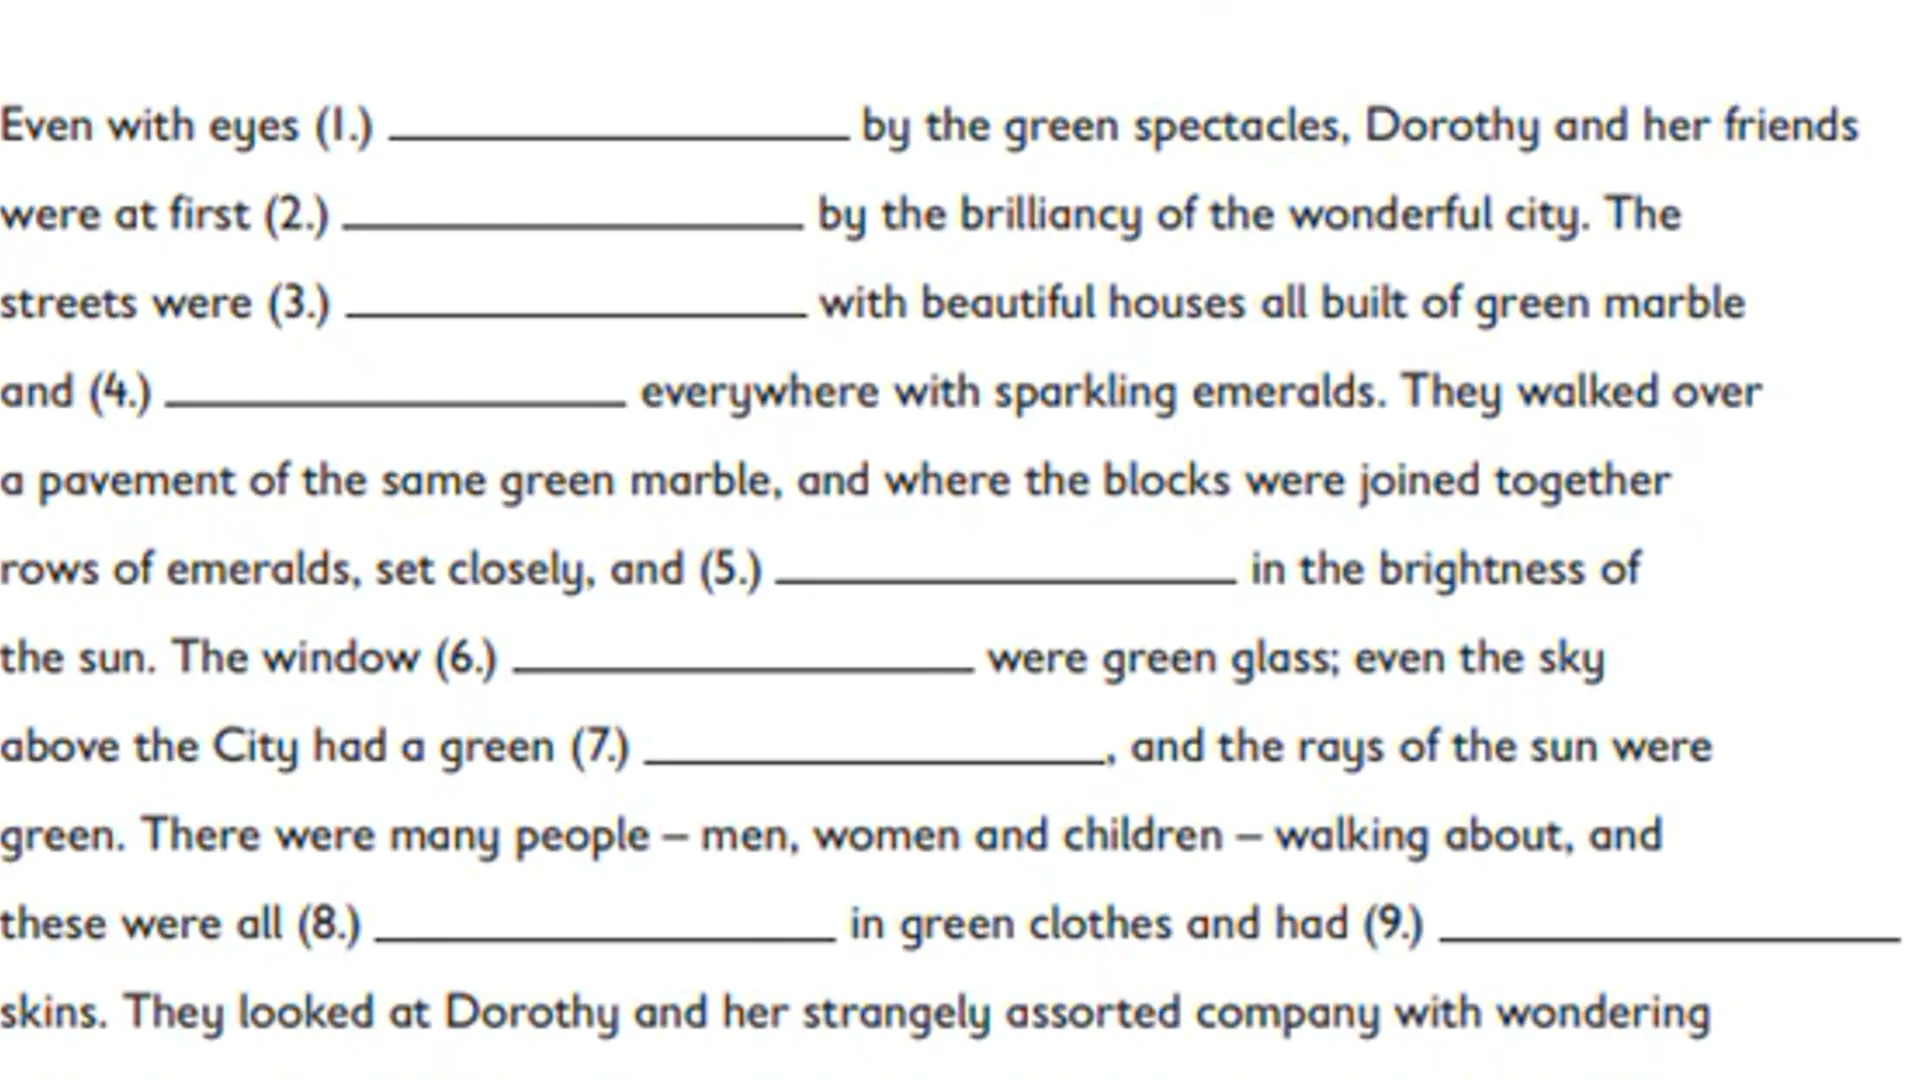 Even with eyes (1.) ____________________ by the green spectacles, Dorothy and her friends
were at first (2.) ____________________ by the brilliancy of the wonderful city. The
streets were (3.) ____________________ with beautiful houses all built of green marble
and (4.) ____________________ everywhere with sparkling emeralds. They walked over
a pavement of the same green marble, and where the blocks were joined together
rows of emeralds, set closely, and (5.) ____________________ in the brightness of
the sun. The window (6.) ____________________ were green glass; even the sky
above the City had a green (7.) ____________________, and the rays of the sun were
green. There were many people – men, women and children – walking about, and
these were all (8.) ____________________ in green clothes and had (9.) ____________________
skins. They looked at Dorothy and her strangely assorted company with wondering